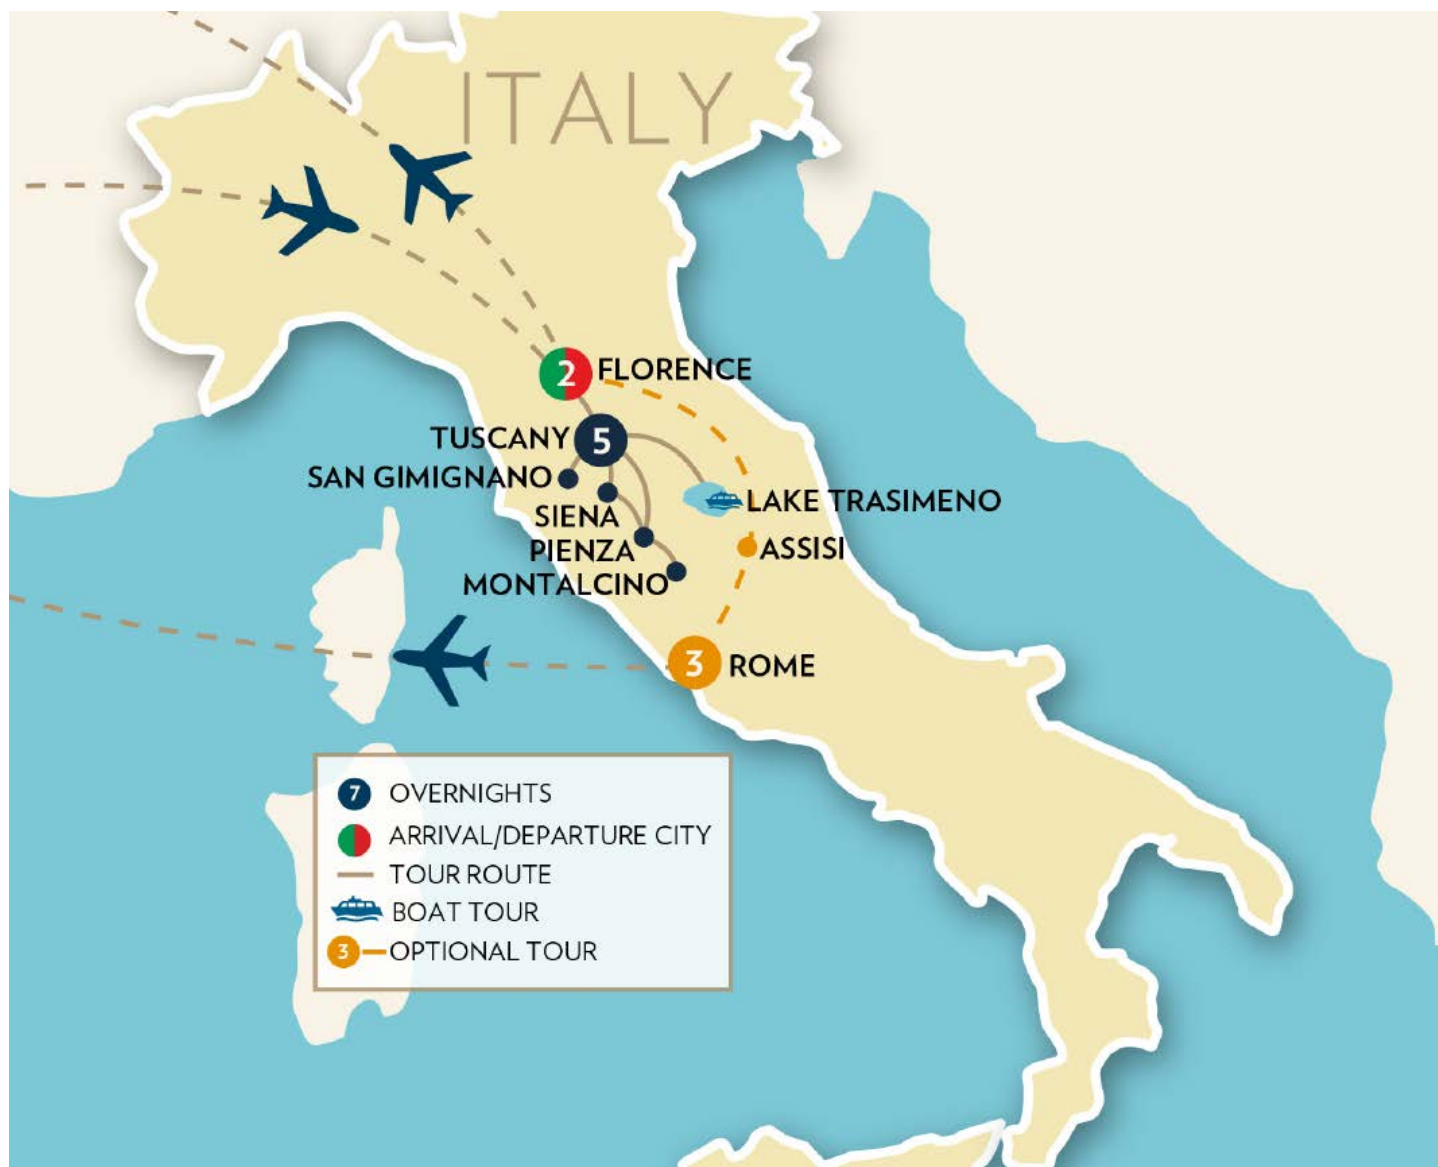 ITALY
2 FLORENCE
TUSCANY 5
SAN GIMIGNANO
LAKE TRASIMENO
SIENA
PIENZA
ASSISI
MONTALCINO
3 ROME
7 OVERNIGHTS
ARRIVAL/DEPARTURE CITY
TOUR ROUTE
BOAT TOUR
3 OPTIONAL TOUR